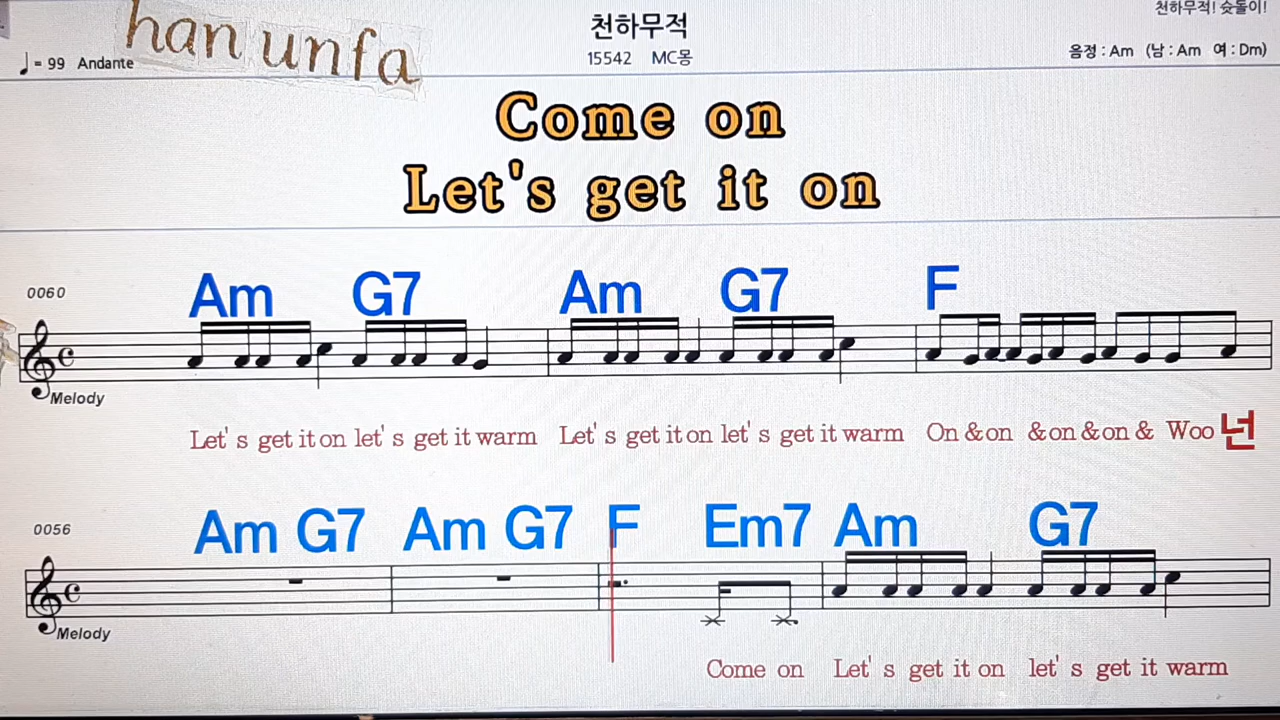 천하무적! 슛돌이!
han unfa
천하무적
♩= 99 Andante
15542 MC몽
음정 : Am (남 : Am 여 : Dm)
Come on
Let's get it on
0060
Am G7 Am G7 F
Melody
Let's get it on let's get it warm Let's get it on let's get it warm On & on & on & on & Woo 넌
0056
Am G7 Am G7 F Em7 Am G7
Melody
Come on Let's get it on let's get it warm